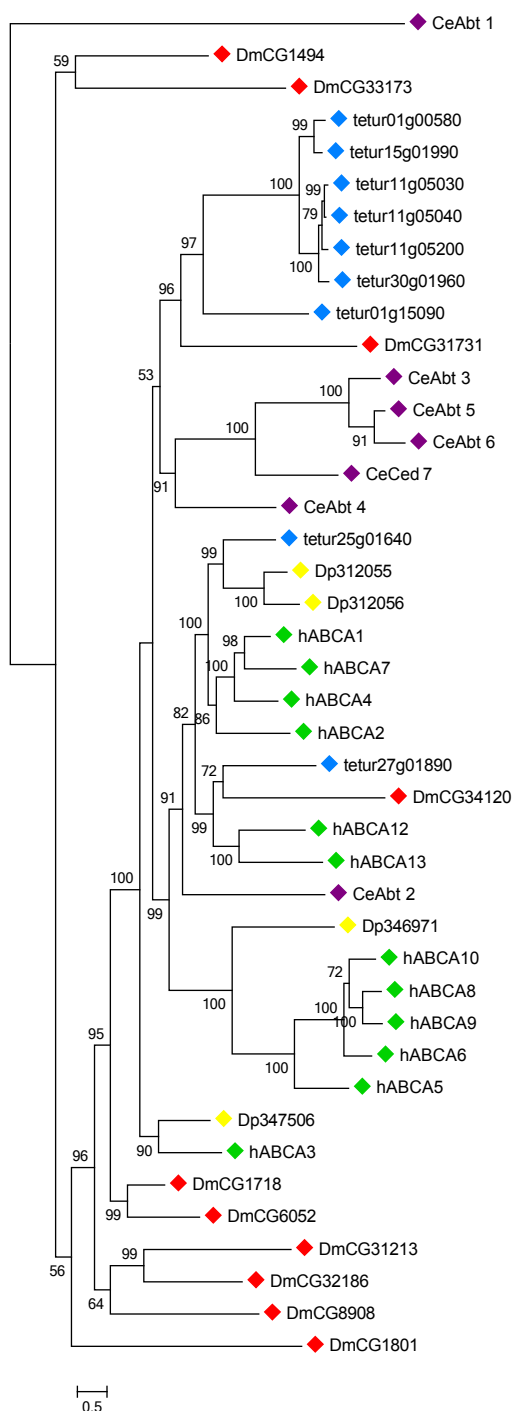 CeAbt 1
59
DmCG1494
DmCG33173
tetur01g00580
99
tetur15g01990
100
tetur11g05030
99
79
tetur11g05040
tetur11g05200
97
100
tetur30g01960
96
tetur01g15090
DmCG31731
53
CeAbt 3
100
CeAbt 5
100
91
CeAbt 6
CeCed 7
91
CeAbt 4
tetur25g01640
99
Dp312055
100
Dp312056
100
hABCA1
98
100
hABCA7
hABCA4
82
86
hABCA2
72
tetur27g01890
DmCG34120
91
99
hABCA12
100
hABCA13
100
CeAbt 2
99
Dp346971
hABCA10
72
hABCA8
100
100
100
hABCA9
95
hABCA6
100
hABCA5
Dp347506
90
hABCA3
96
DmCG1718
99
DmCG6052
99
DmCG31213
56
DmCG32186
64
DmCG8908
DmCG1801
0.5